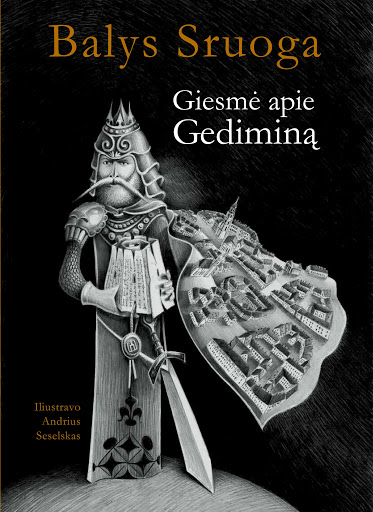 Balys Sruoga
Giesmė apie
Gediminą
Iliustravo
Andrius
Seselskas